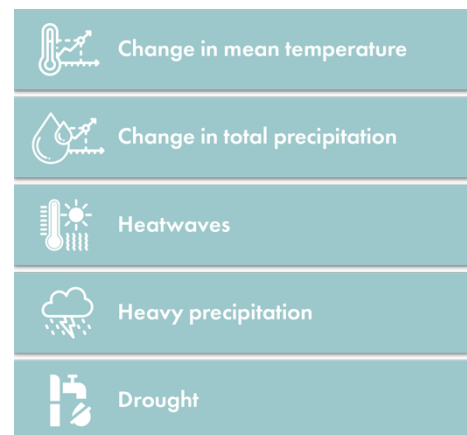 Change in mean temperature
Change in total precipitation
Heatwaves
Heavy precipitation
Drought